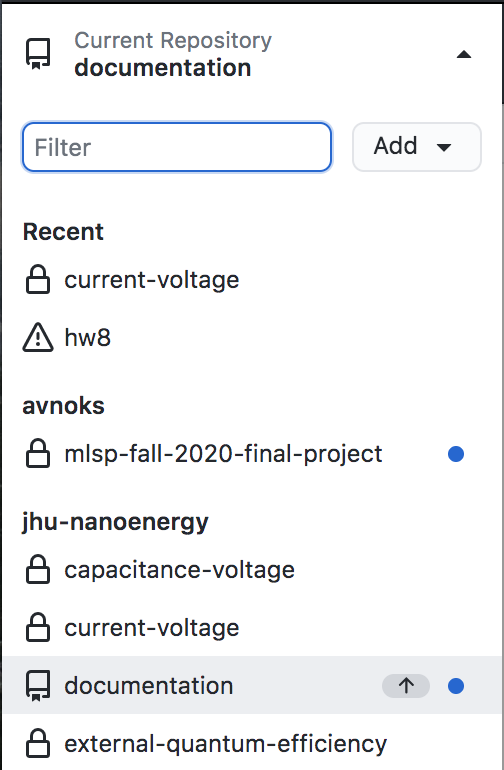 Current Repository
documentation
Filter
Add
Recent
current-voltage
hw8
avnoks
mlsp-fall-2020-final-project
jhu-nanoenergy
capacitance-voltage
current-voltage
documentation
external-quantum-efficiency